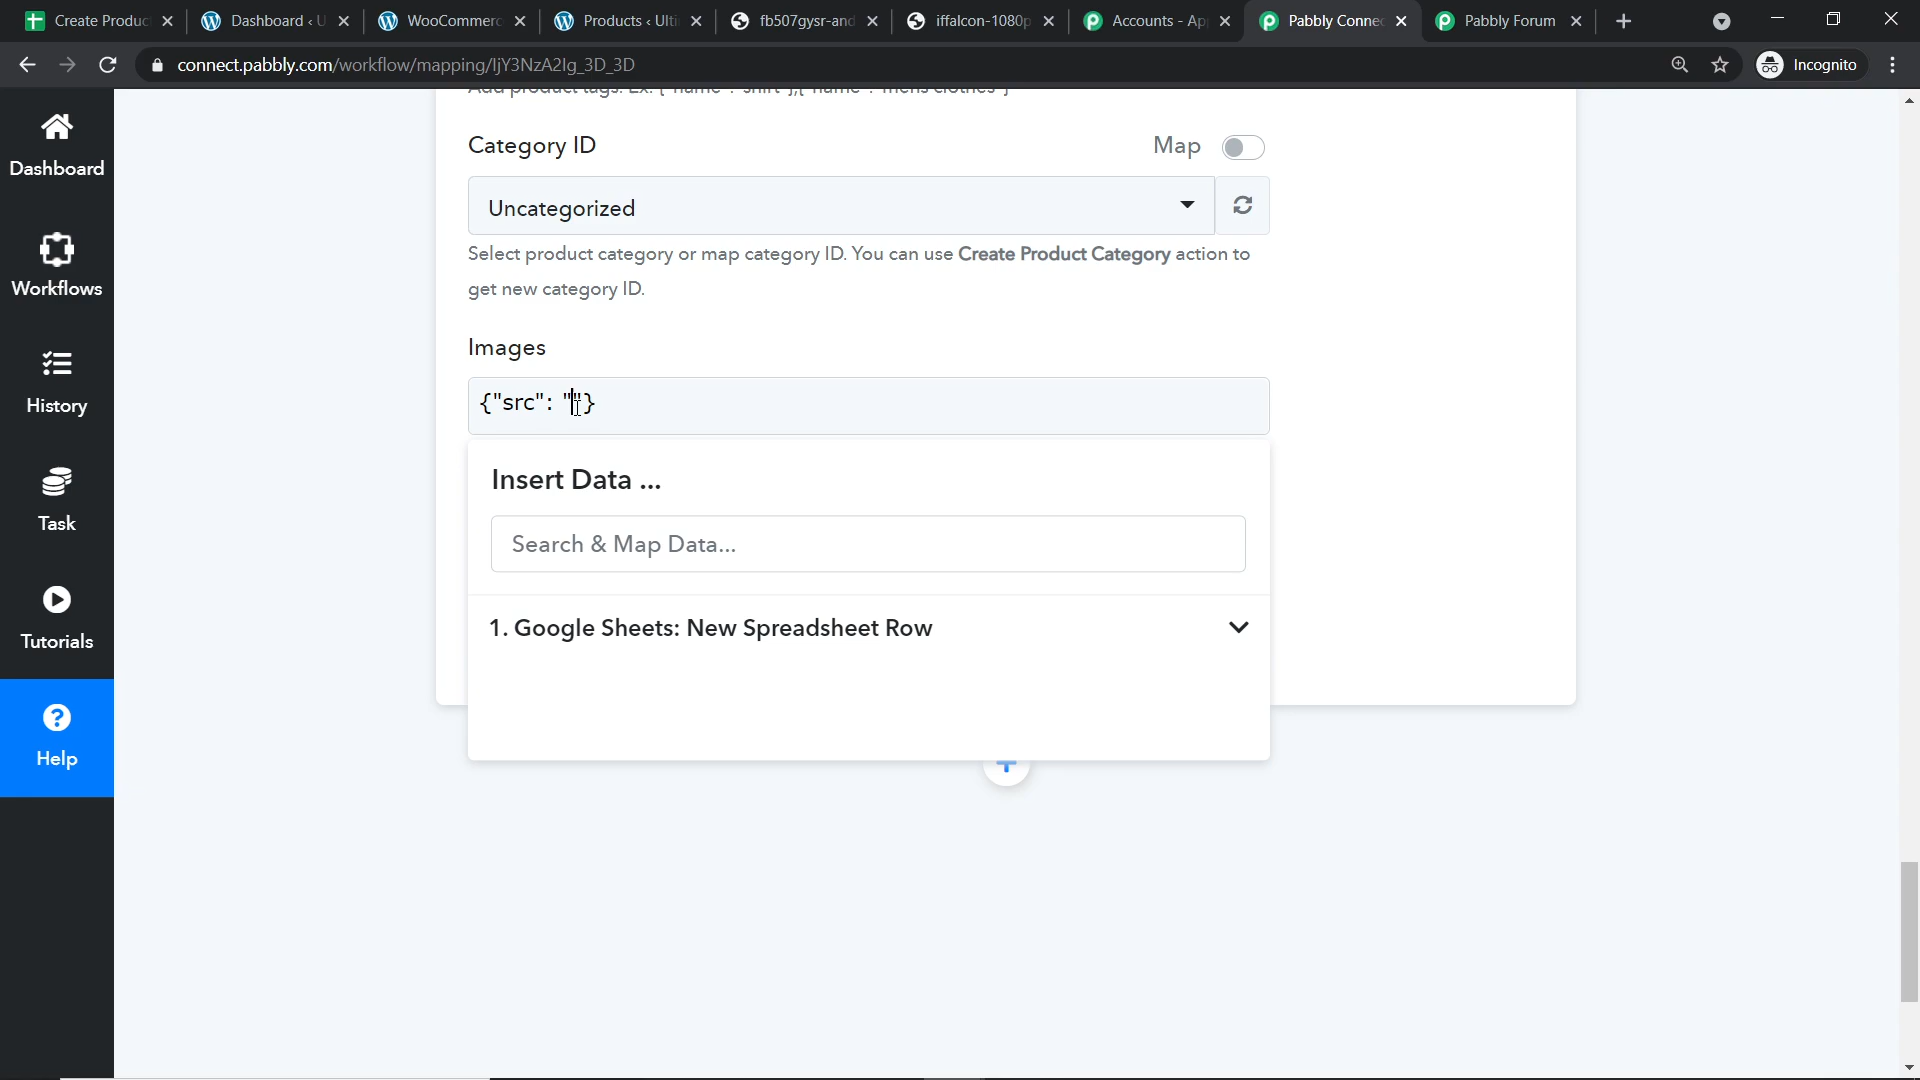 Create Produc
Dashboard ‹ U
WooCommerc
Products ‹ Ulti
fb507gysr-and
iffalcon-1080p
Accounts - Ap
Pabbly Connec
Pabbly Forum
connect.pabbly.com/workflow/mapping/IjY3NzA2Ig_3D_3D
Incognito
Dashboard
Workflows
History
Task
Tutorials
Help
Add product tags. Ex. {"name": "shirt"},{"name": "mens clothes"}
Category ID
Map
Uncategorized
Select product category or map category ID. You can use Create Product Category action to
get new category ID.
Images
{"src": ""}
Insert Data ...
Search & Map Data...
1. Google Sheets: New Spreadsheet Row